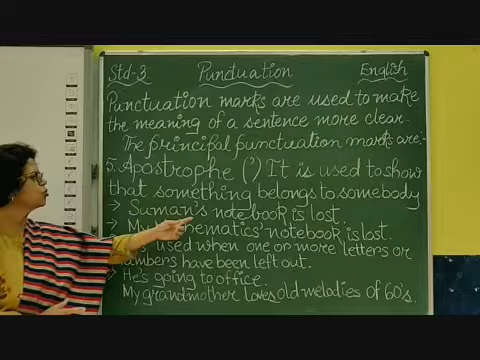 Std-3 Punctuation English
Punctuation marks are used to make
the meaning of a sentence more clear.
The principal punctuation marks are:-
5. Apostrophe (') It is used to show
that something belongs to somebody
→ Suman's notebook is lost.
→ notebook is lost.
used when one or more letters or
have been left out.
→ He's going to office.
My grandmother loves old melodies of 60's.